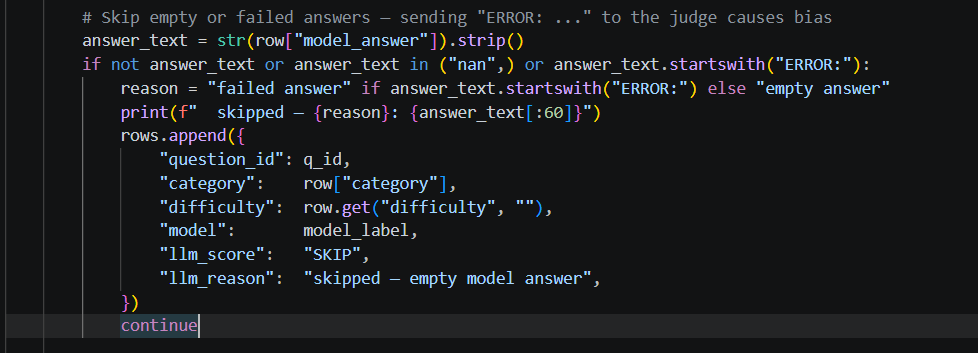 # Skip empty or failed answers — sending "ERROR: ..." to the judge causes bias
answer_text = str(row["model_answer"]).strip()
if not answer_text or answer_text in ("nan",) or answer_text.startswith("ERROR:"):
    reason = "failed answer" if answer_text.startswith("ERROR:") else "empty answer"
    print(f"  skipped — {reason}: {answer_text[:60]}")
    rows.append({
        "question_id": q_id,
        "category":    row["category"],
        "difficulty":  row.get("difficulty", ""),
        "model":       model_label,
        "llm_score":   "SKIP",
        "llm_reason":  "skipped — empty model answer",
    })
    continue